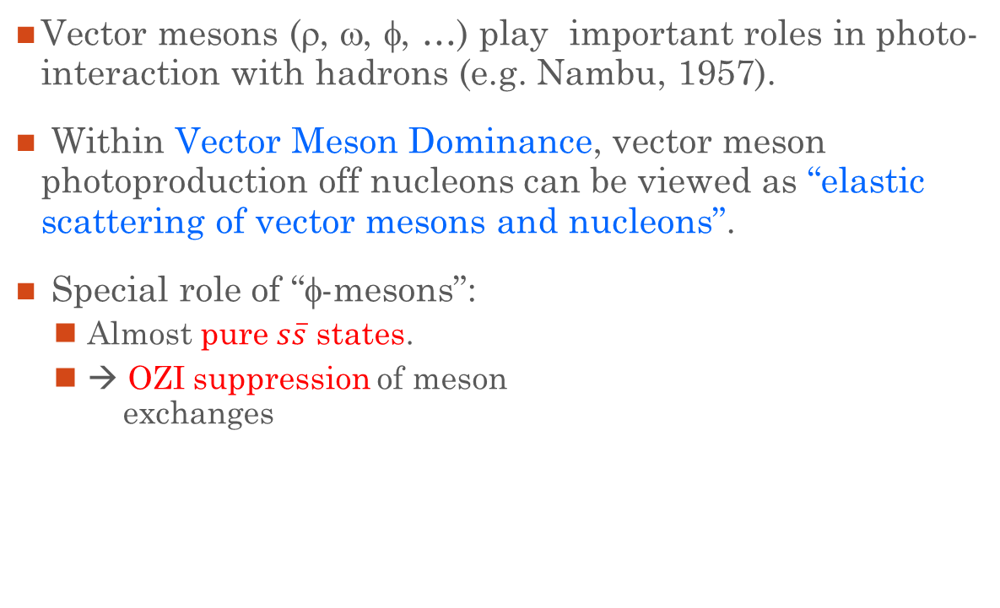 ■ Vector mesons (ρ, ω, ϕ, …) play  important roles in photo-
interaction with hadrons (e.g. Nambu, 1957).
■ Within Vector Meson Dominance, vector meson
photoproduction off nucleons can be viewed as “elastic
scattering of vector mesons and nucleons”.
■ Special role of “ϕ-mesons”:
■ Almost pure ss̄ states.
■ → OZI suppression of meson
exchanges